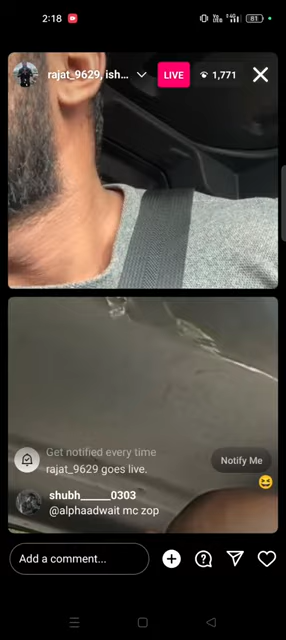 2:18
81
rajat_9629, ish...
LIVE
1,771
Get notified every time
rajat_9629 goes live.
Notify Me
shubh______0303
@alphaadwait mc zop
Add a comment...